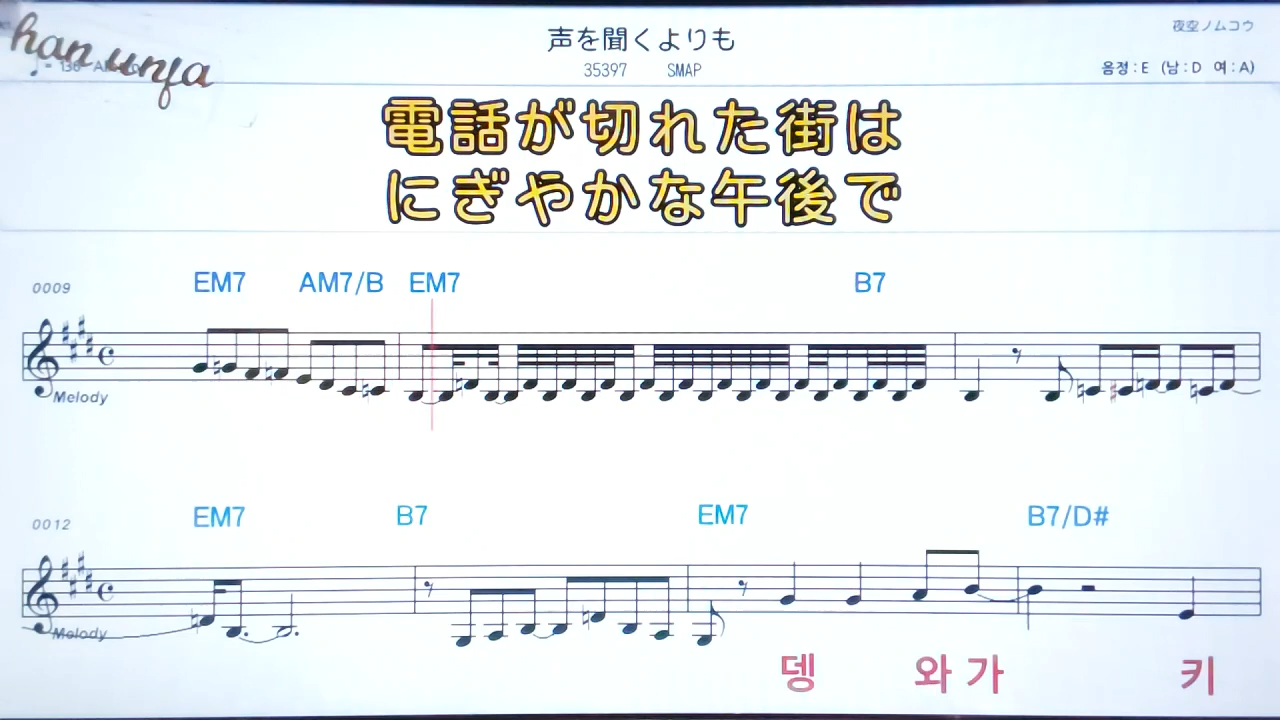 han unja
夜空ノムコウ
声を聞くよりも
35397 SMAP
음정:E (남:D 여:A)
電話が切れた街は
にぎやかな午後で
EM7 AM7/B EM7 B7
0009
Melody
EM7 B7 EM7 B7/D#
0012
Melody
뎅 와 가 키